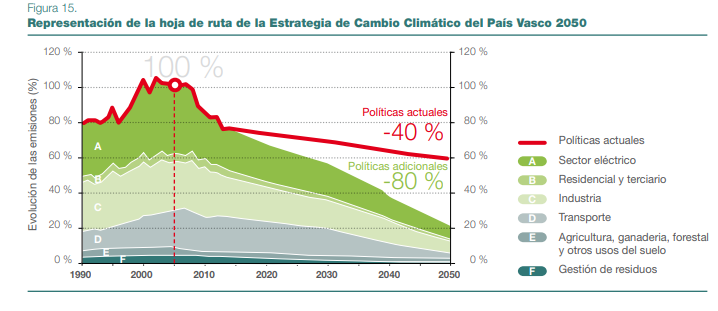 Figura 15.
Representación de la hoja de ruta de la Estrategia de Cambio Climático del País Vasco 2050
120 %
100 %
80 %
60 %
40 %
20 %
0 %
Evolución de las emisiones (%)
100 %
A
B
C
D
E
F
Políticas actuales
-40 %
Políticas adicionales
-80 %
120 %
100 %
80 %
60 %
40 %
20 %
0 %
1990
2000
2010
2020
2030
2040
2050
Políticas actuales
A Sector eléctrico
B Residencial y terciario
C Industria
D Transporte
E Agricultura, ganaderia, forestal
y otros usos del suelo
F Gestión de residuos